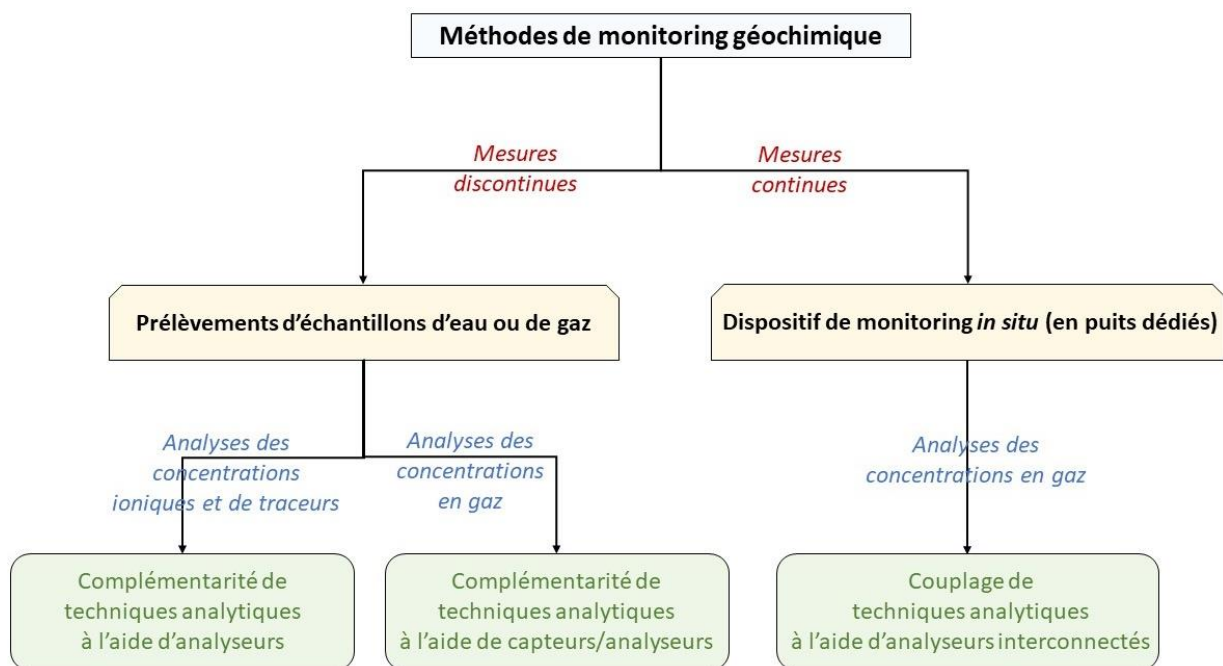 Méthodes de monitoring géochimique
Mesures
discontinues
Mesures
continues
Prélèvements d’échantillons d’eau ou de gaz
Dispositif de monitoring in situ (en puits dédiés)
Analyses des
concentrations
ioniques et de traceurs
Analyses des
concentrations
en gaz
Analyses des
concentrations en gaz
Complémentarité de
techniques analytiques
à l’aide d’analyseurs
Complémentarité de
techniques analytiques
à l’aide de capteurs/analyseurs
Couplage de
techniques analytiques
à l’aide d’analyseurs interconnectés